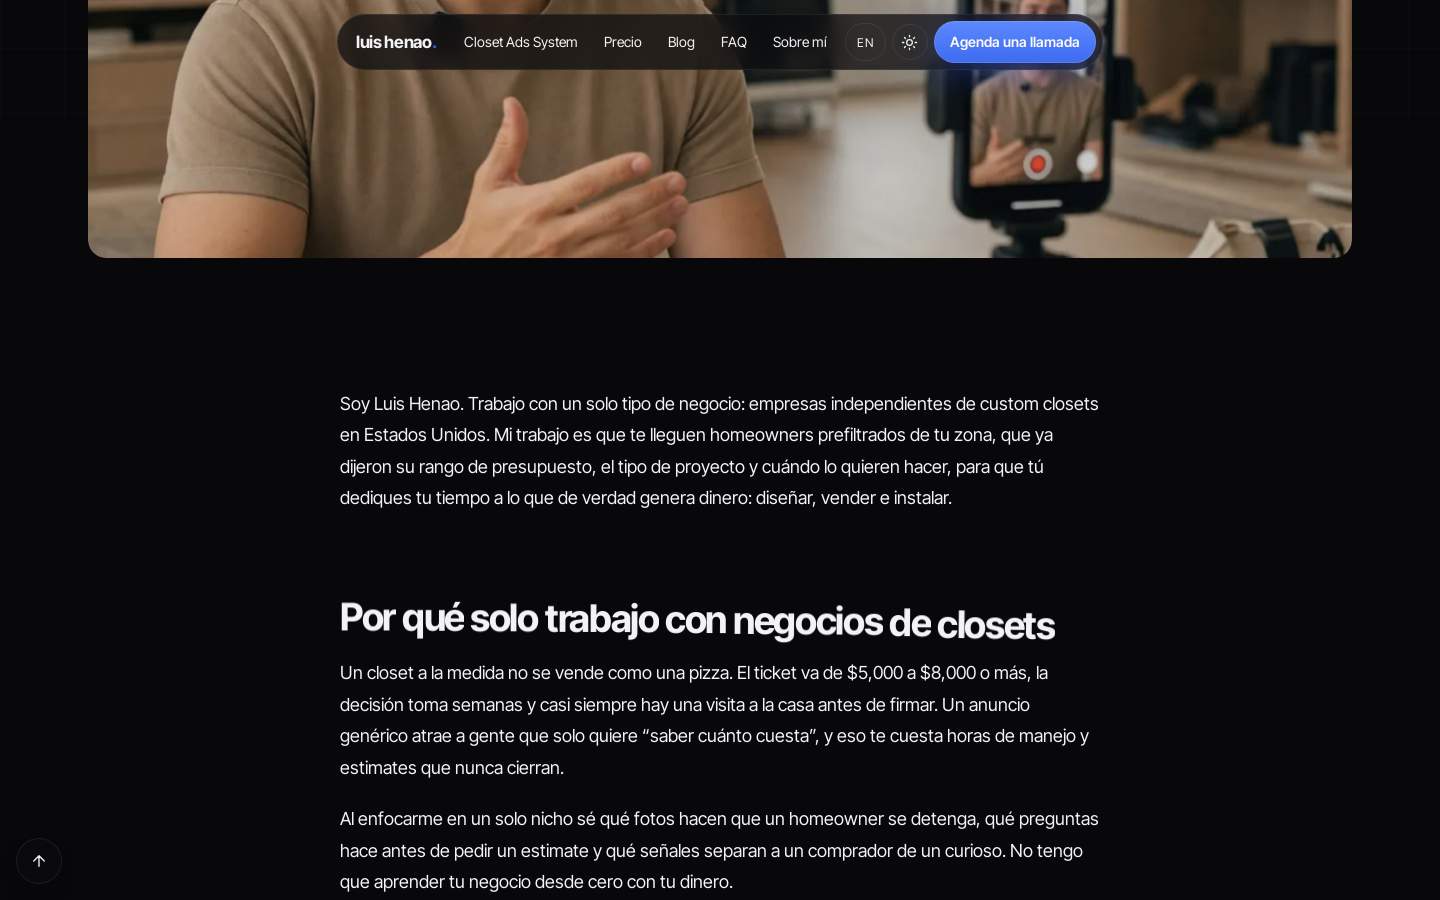 luis henao.
Closet Ads System
Precio
Blog
FAQ
Sobre mí
EN
Agenda una llamada
Soy Luis Henao. Trabajo con un solo tipo de negocio: empresas independientes de custom closets
en Estados Unidos. Mi trabajo es que te lleguen homeowners prefiltrados de tu zona, que ya
dijeron su rango de presupuesto, el tipo de proyecto y cuándo lo quieren hacer, para que tú
dediques tu tiempo a lo que de verdad genera dinero: diseñar, vender e instalar.
Por qué solo trabajo con negocios de closets
Un closet a la medida no se vende como una pizza. El ticket va de $5,000 a $8,000 o más, la
decisión toma semanas y casi siempre hay una visita a la casa antes de firmar. Un anuncio
genérico atrae a gente que solo quiere “saber cuánto cuesta”, y eso te cuesta horas de manejo y
estimates que nunca cierran.
Al enfocarme en un solo nicho sé qué fotos hacen que un homeowner se detenga, qué preguntas
hace antes de pedir un estimate y qué señales separan a un comprador de un curioso. No tengo
que aprender tu negocio desde cero con tu dinero.